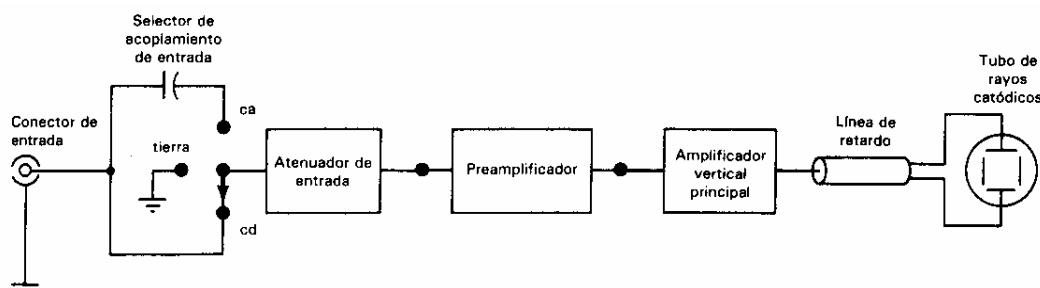 Selector de
acoplamiento
de entrada
Conector de
entrada
tierra
ca
cd
Atenuador de
entrada
Preamplificador
Amplificador
vertical
principal
Línea de
retardo
Tubo de
rayos
catódicos